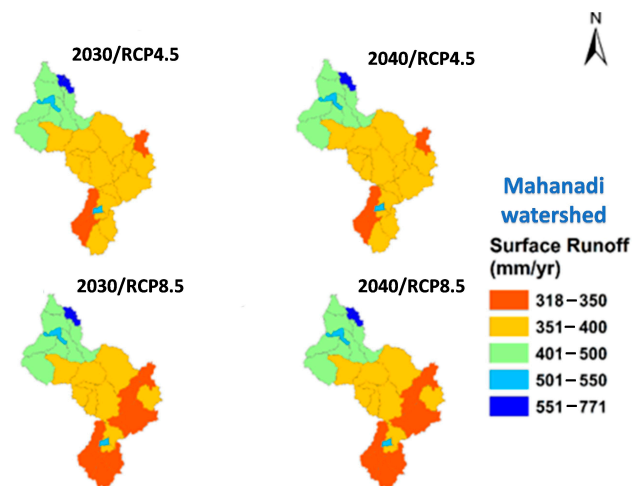 N
2030/RCP4.5
2040/RCP4.5
Mahanadi
watershed
Surface Runoff
(mm/yr)
2030/RCP8.5
2040/RCP8.5
318–350
351–400
401–500
501–550
551–771